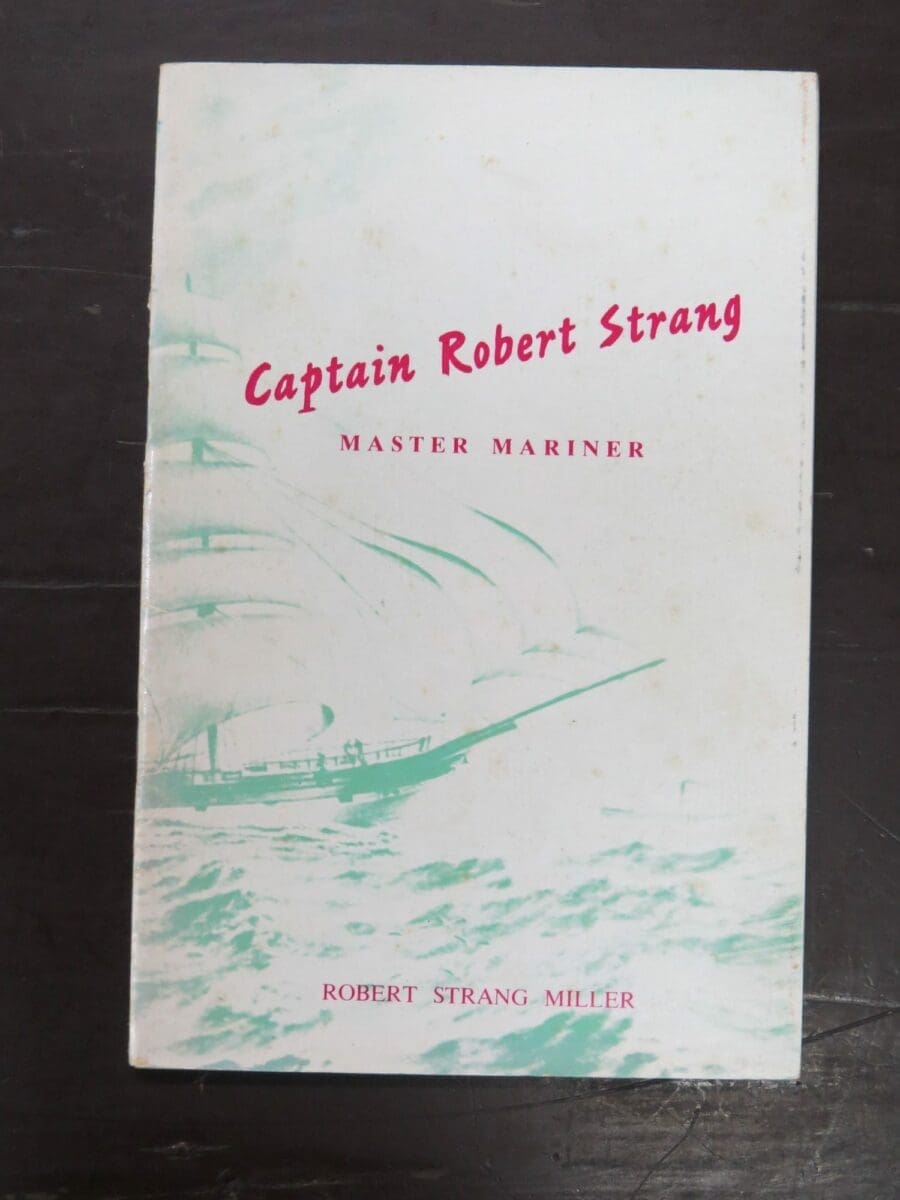 Captain Robert Strang
MASTER MARINER
ROBERT STRANG MILLER